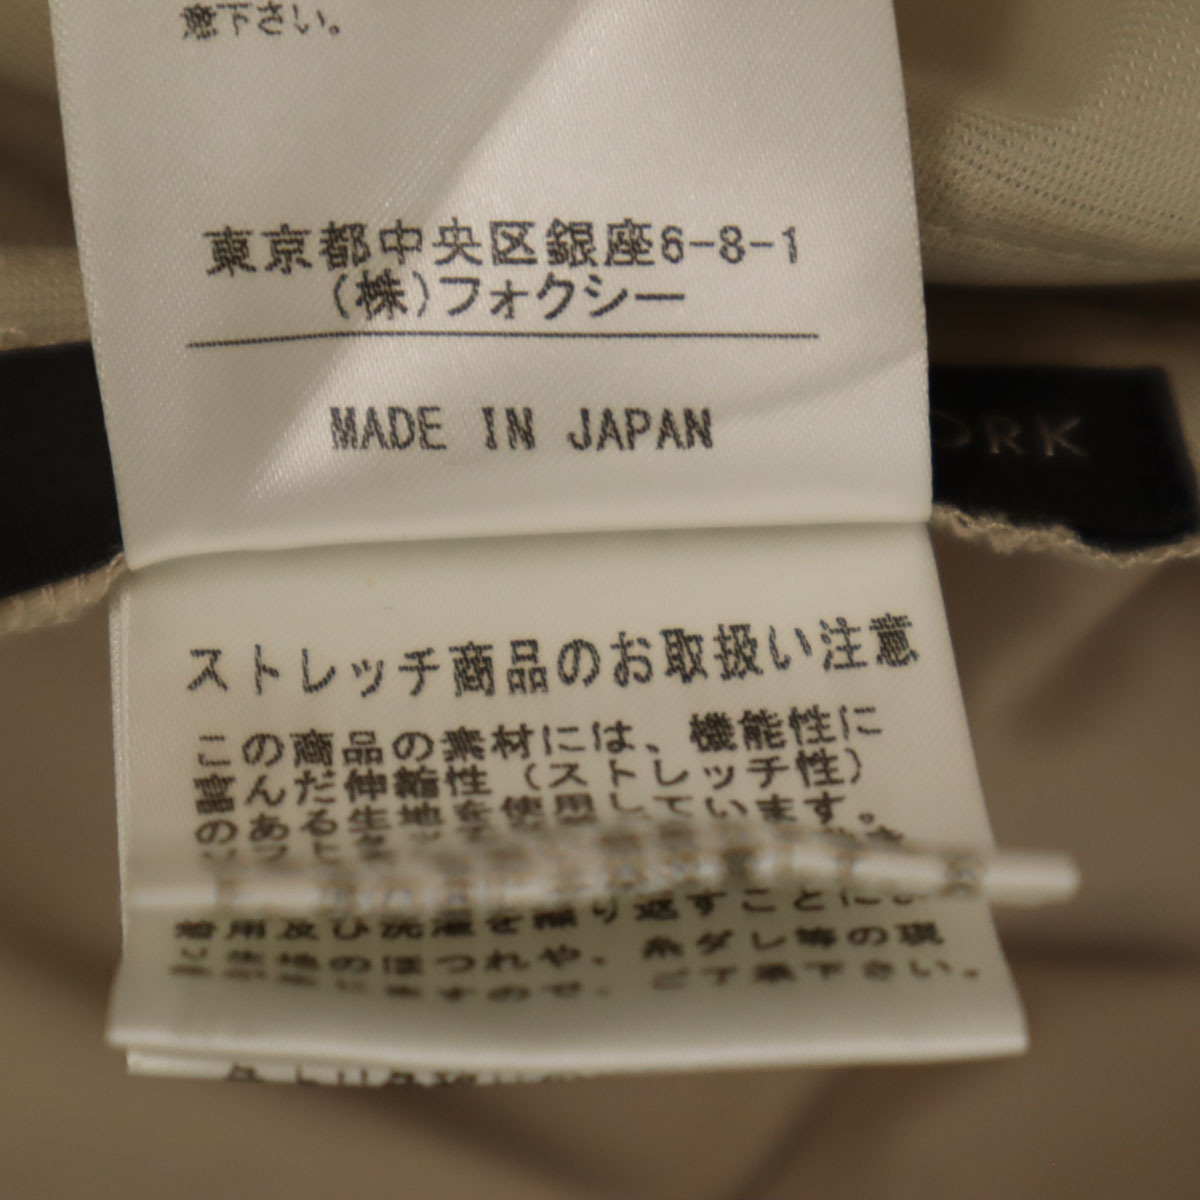 意下さい。
東京都中央区銀座6-8-1
(株)フォクシー
MADE IN JAPAN
ORK
ストレッチ商品のお取扱い注意
この商品の素材には、機能性に
富んだ伸縮性(ストレッチ性)
のある生地を使用しています。
着用及び洗濯を繰り返すことに
生地のほつれや、糸ダレ等の現
ますので、ご了承下さい。